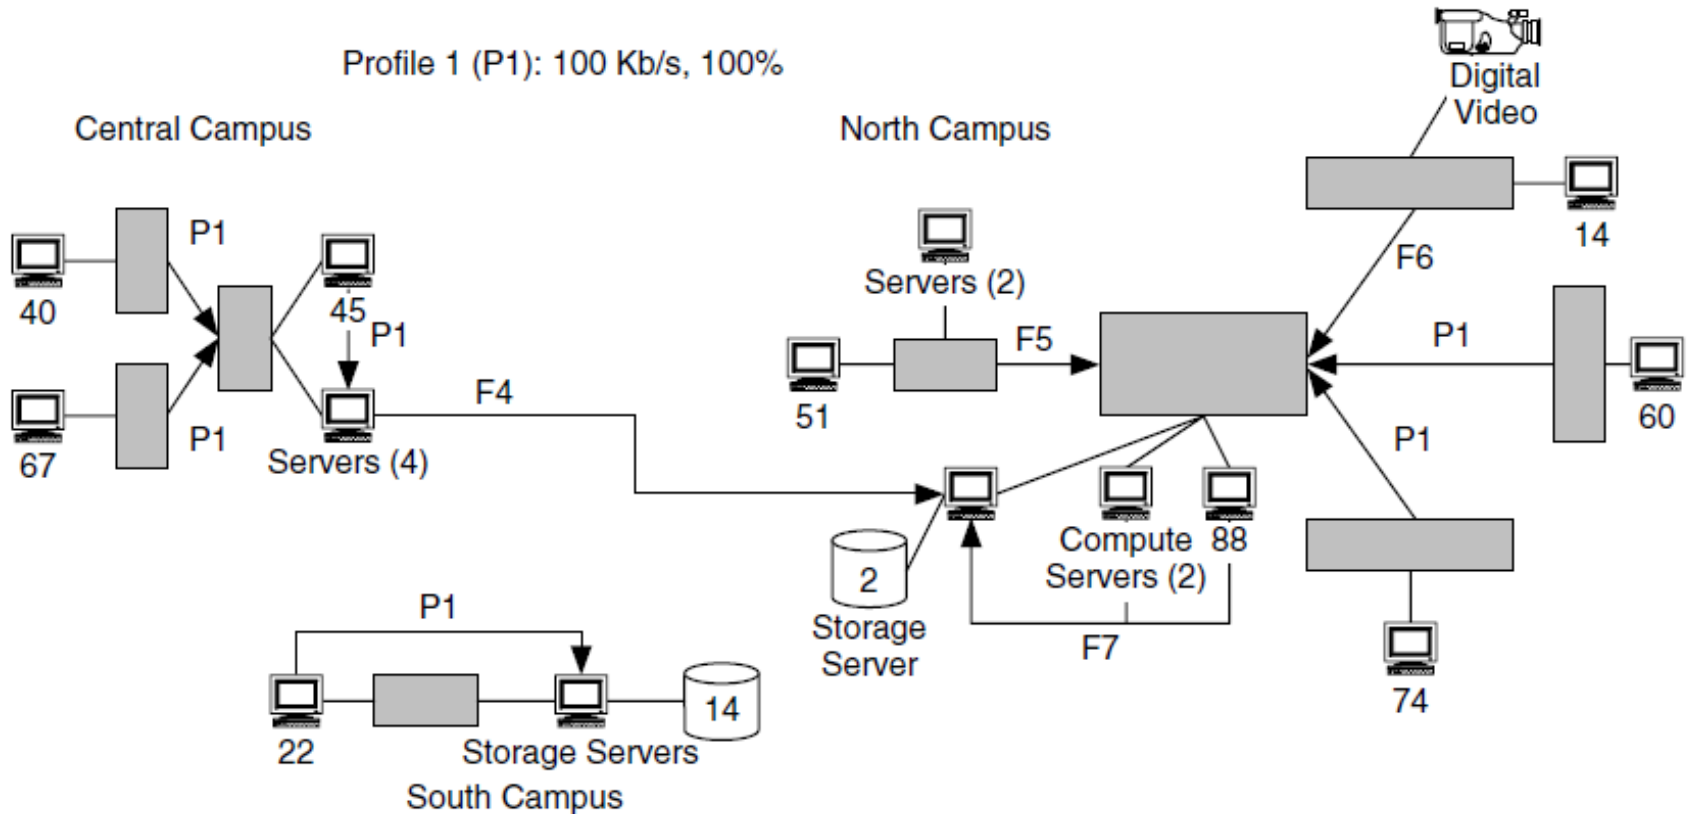 Profile 1 (P1): 100 Kb/s, 100%
Central Campus
North Campus
Digital
Video
P1
40
45
P1
67
P1
Servers (4)
F4
Servers (2)
51
F5
14
F6
P1
60
P1
74
Compute
Servers (2)
88
F7
2
Storage
Server
P1
22
Storage Servers
14
South Campus